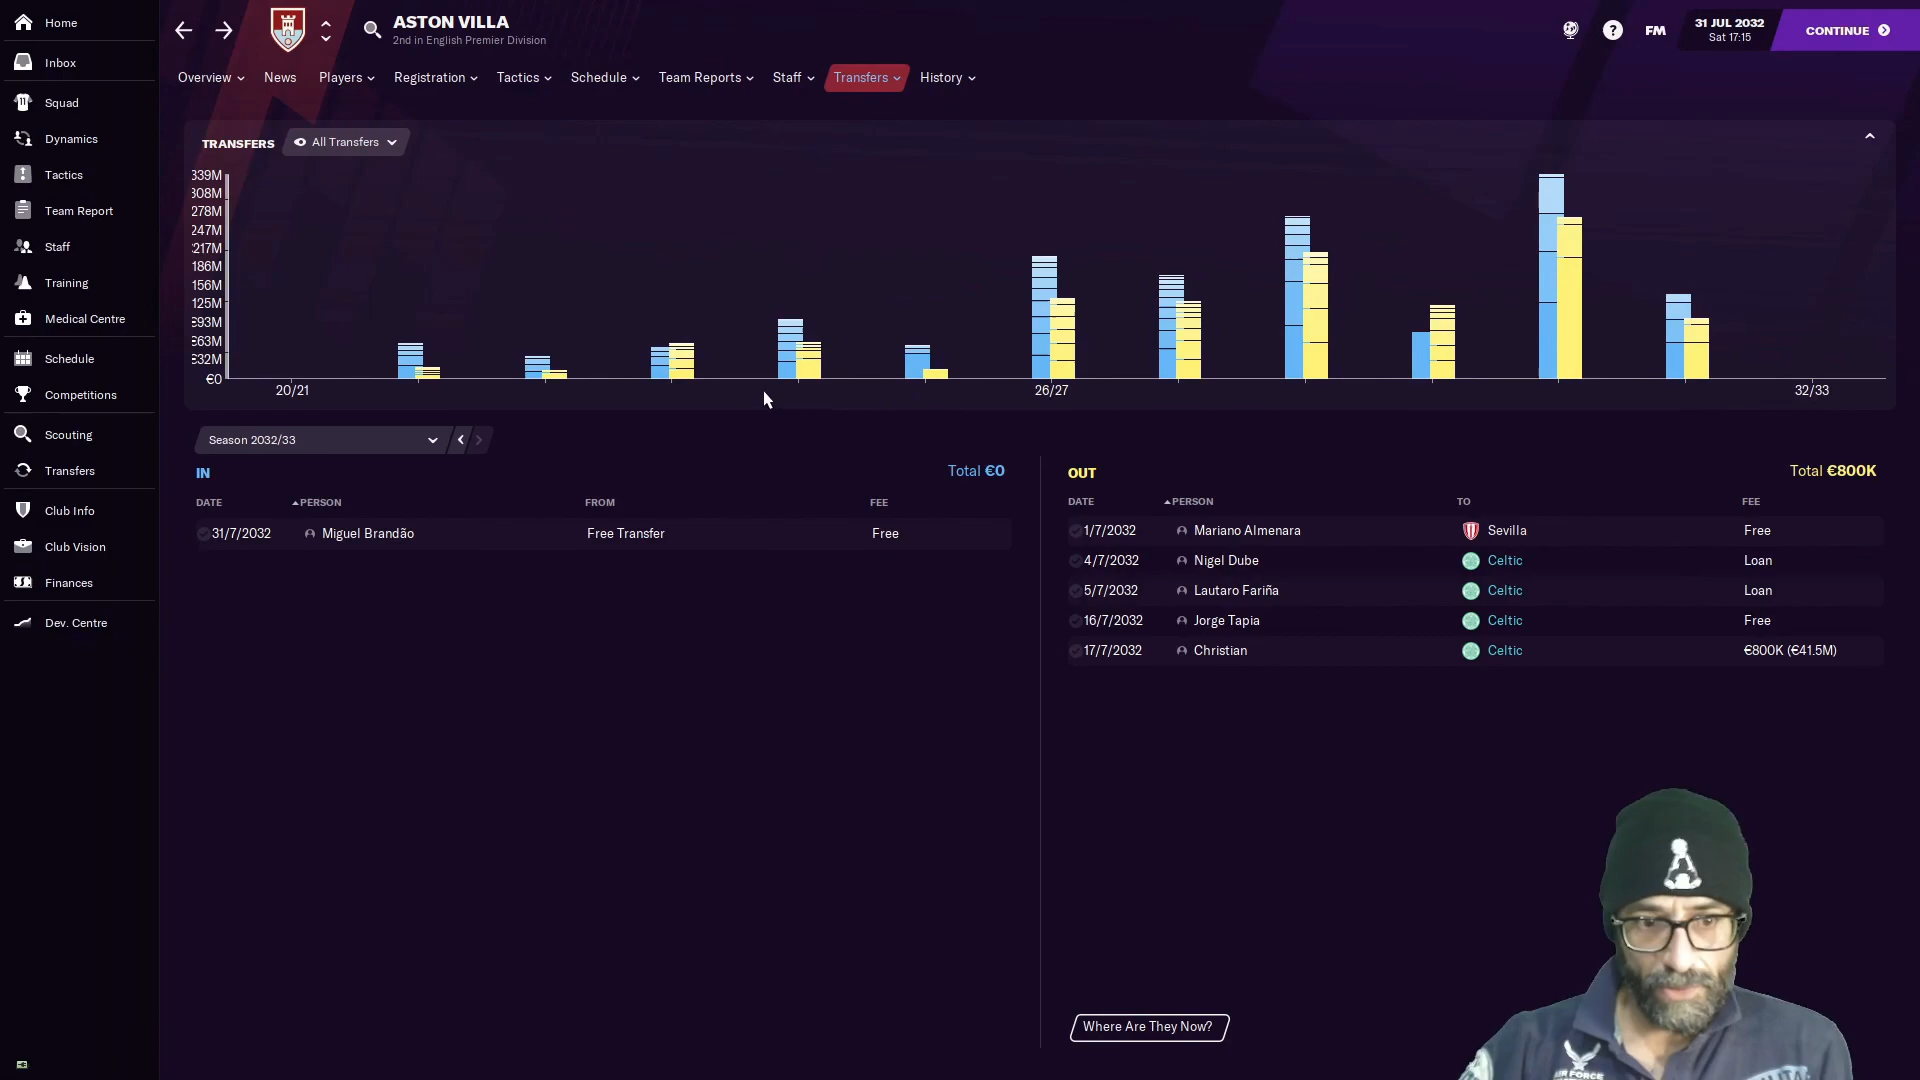 Home
Inbox
Squad
Dynamics
Tactics
Team Report
Staff
Training
Medical Centre
Schedule
Competitions
Scouting
Transfers
Club Info
Club Vision
Finances
Dev. Centre
ASTON VILLA
2nd in English Premier Division
?
FM
31 JUL 2032
Sat 17:15
CONTINUE
Overview News Players Registration Tactics Schedule Team Reports Staff Transfers History
TRANSFERS All Transfers
339M
308M
278M
247M
217M
186M
156M
125M
€93M
€63M
€32M
€0
20/21 26/27 32/33
Season 2032/33
IN Total €0
DATE PERSON FROM FEE
31/7/2032 Miguel Brandão Free Transfer Free
OUT Total €800K
DATE PERSON TO FEE
1/7/2032 Mariano Almenara Sevilla Free
4/7/2032 Nigel Dube Celtic Loan
5/7/2032 Lautaro Fariña Celtic Loan
16/7/2032 Jorge Tapia Celtic Free
17/7/2032 Christian Celtic €800K (€41.5M)
Where Are They Now?
AIR FORCE